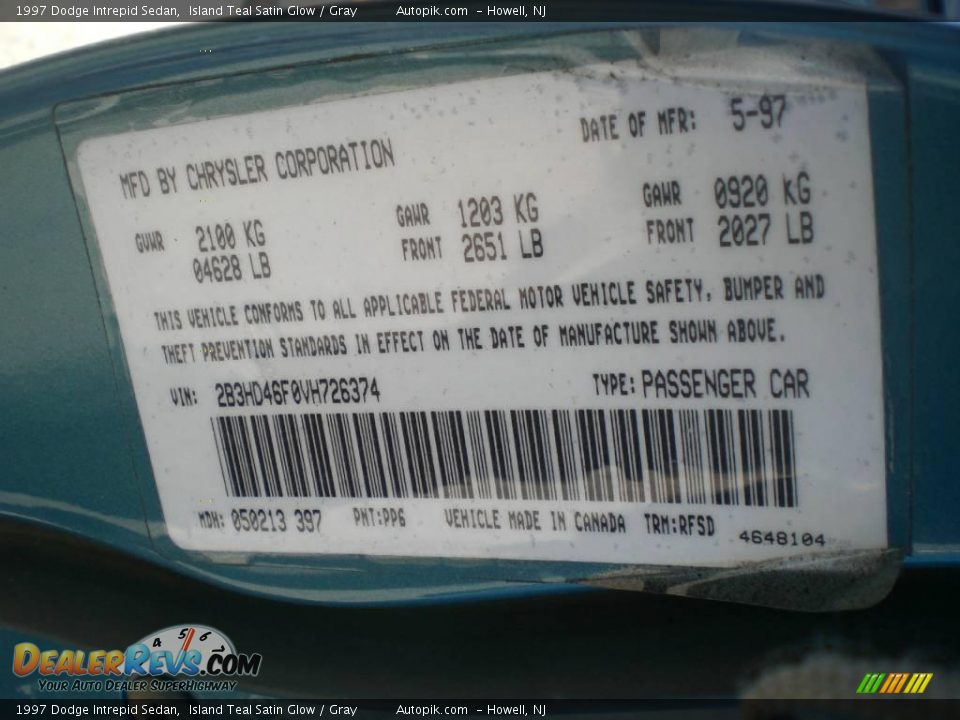 1997 Dodge Intrepid Sedan,  Island Teal Satin Glow / Gray        Autopik.com  - Howell, NJ
DATE OF MFR: 5-97
MFD BY CHRYSLER CORPORATION
GVWR 2100 KG GAWR 1203 KG GAWR 0920 KG
04628 LB FRONT 2651 LB FRONT 2027 LB
THIS VEHICLE CONFORMS TO ALL APPLICABLE FEDERAL MOTOR VEHICLE SAFETY, BUMPER AND
THEFT PREVENTION STANDARDS IN EFFECT ON THE DATE OF MANUFACTURE SHOWN ABOVE.
VIN: 2B3HD46F0VH726374 TYPE: PASSENGER CAR
MDH: 050213 397 PNT:PP6 VEHICLE MADE IN CANADA TRM:RFSD 4648104
4 5 6
DEALERREVS.COM
YOUR AUTO DEALER SUPERHIGHWAY
1997 Dodge Intrepid Sedan,  Island Teal Satin Glow / Gray        Autopik.com  - Howell, NJ